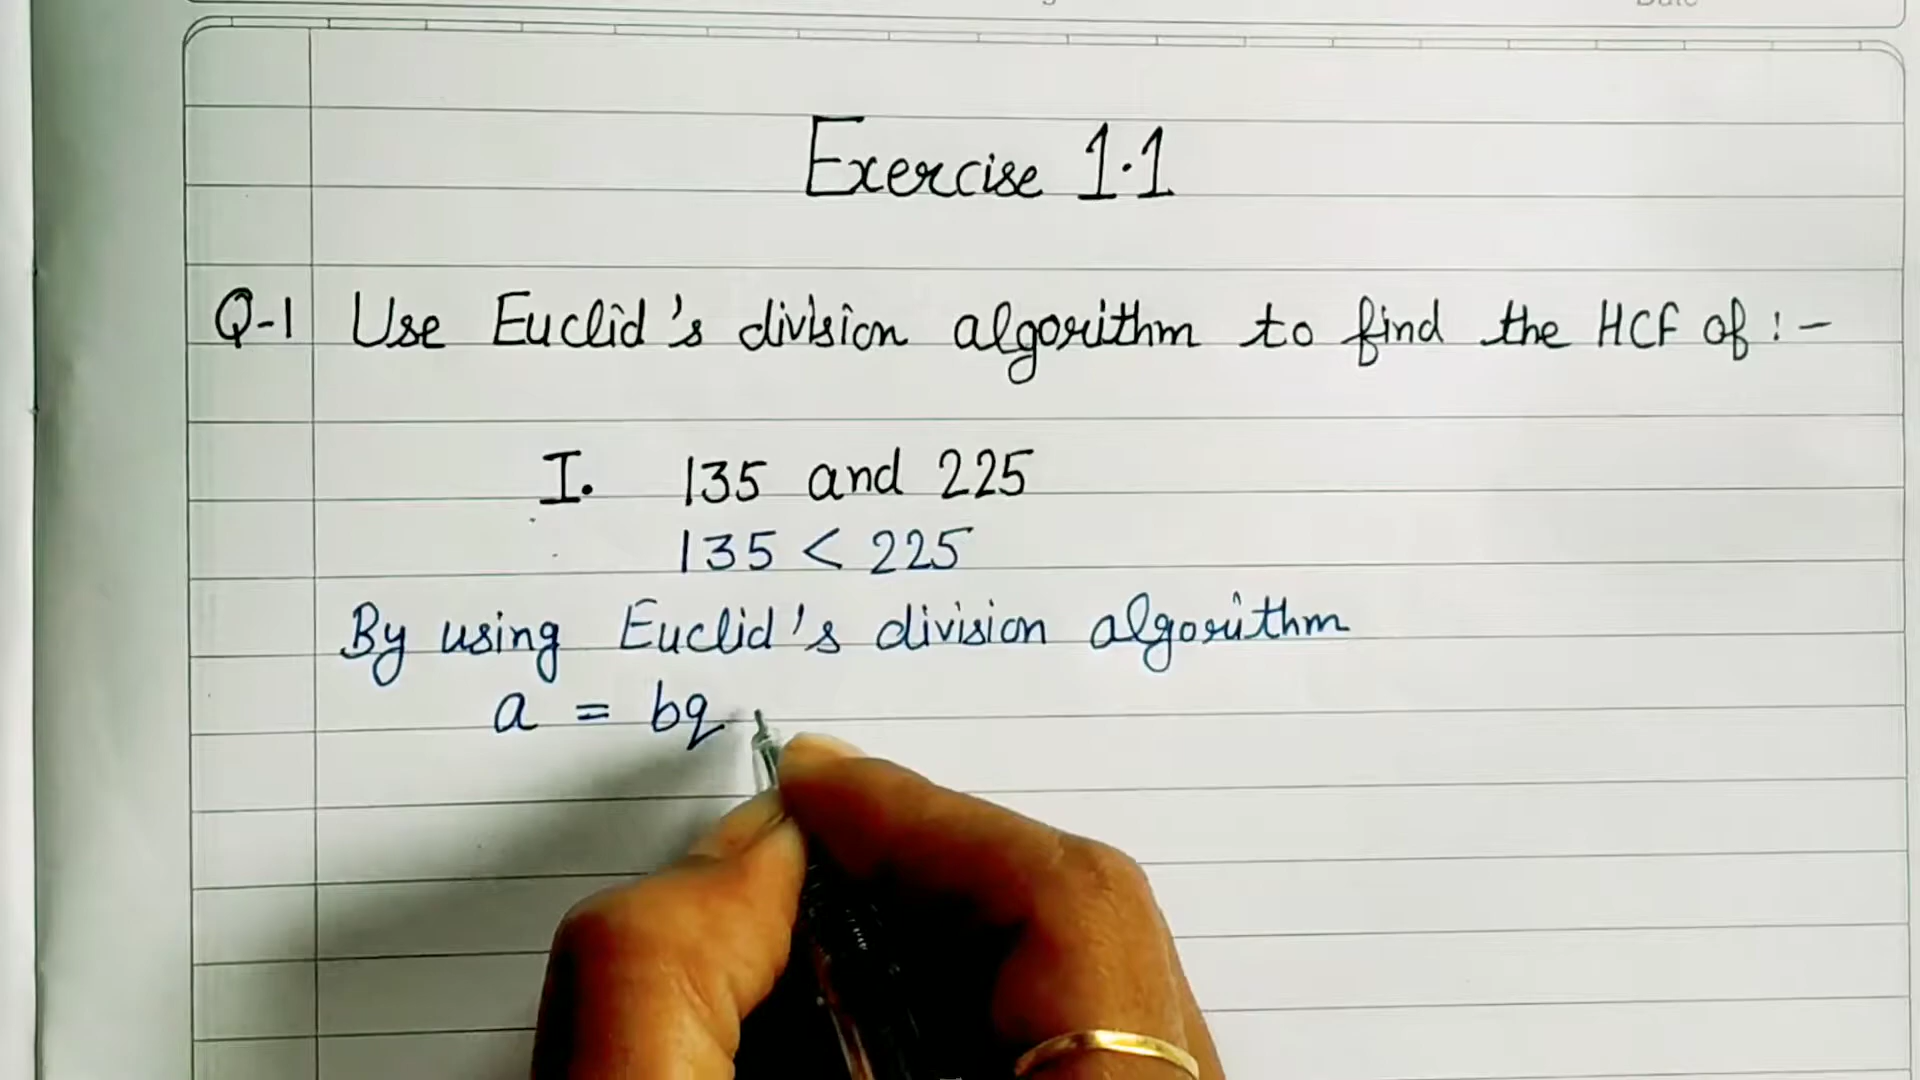 Exercise 1.1
Q-1 Use Euclid's division algorithm to find the HCF of :-
I. 135 and 225
135 < 225
By using Euclid's division algorithm
a = bq